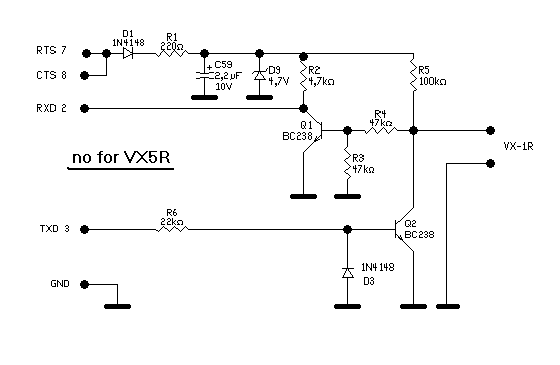 D1
1N4148
R1
220Ω
RTS 7
CTS 8
C59
2,2µF
10V
D9
4,7V
R2
4,7kΩ
R5
100kΩ
RXD 2
Q1
BC238
R4
47kΩ
VX-1R
R3
47kΩ
no for VX5R
R6
22kΩ
TXD 3
Q2
BC238
1N4148
D3
GND
+